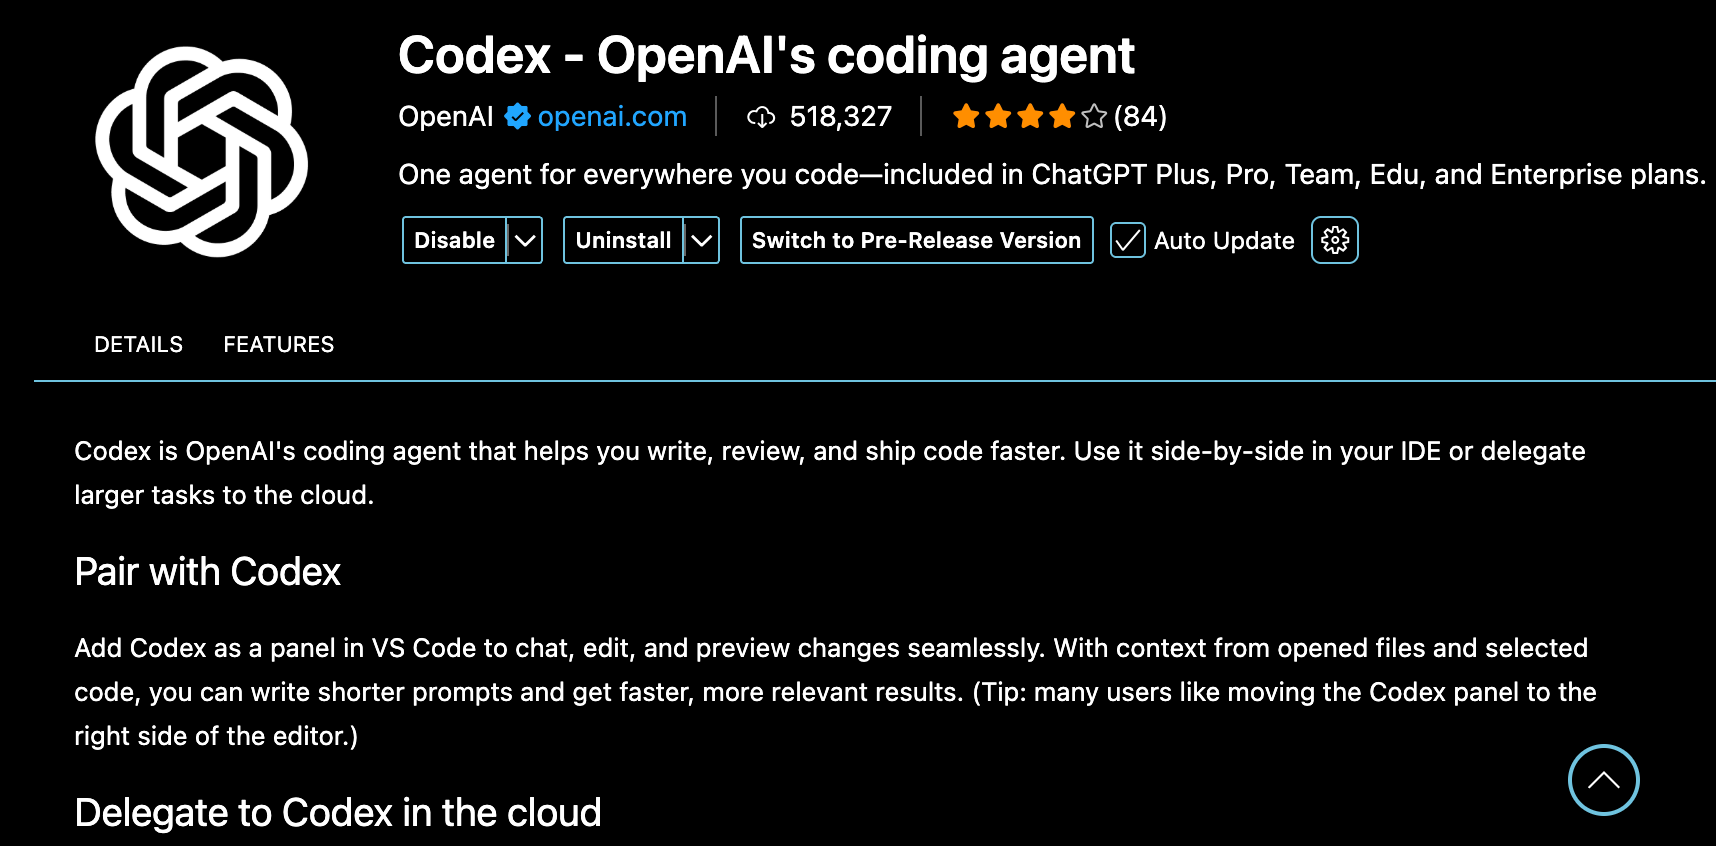 Codex - OpenAI's coding agent
OpenAI openai.com 518,327 (84)
One agent for everywhere you code—included in ChatGPT Plus, Pro, Team, Edu, and Enterprise plans.
Disable Uninstall Switch to Pre-Release Version Auto Update
DETAILS FEATURES
Codex is OpenAI's coding agent that helps you write, review, and ship code faster. Use it side-by-side in your IDE or delegate
larger tasks to the cloud.
Pair with Codex
Add Codex as a panel in VS Code to chat, edit, and preview changes seamlessly. With context from opened files and selected
code, you can write shorter prompts and get faster, more relevant results. (Tip: many users like moving the Codex panel to the
right side of the editor.)
Delegate to Codex in the cloud